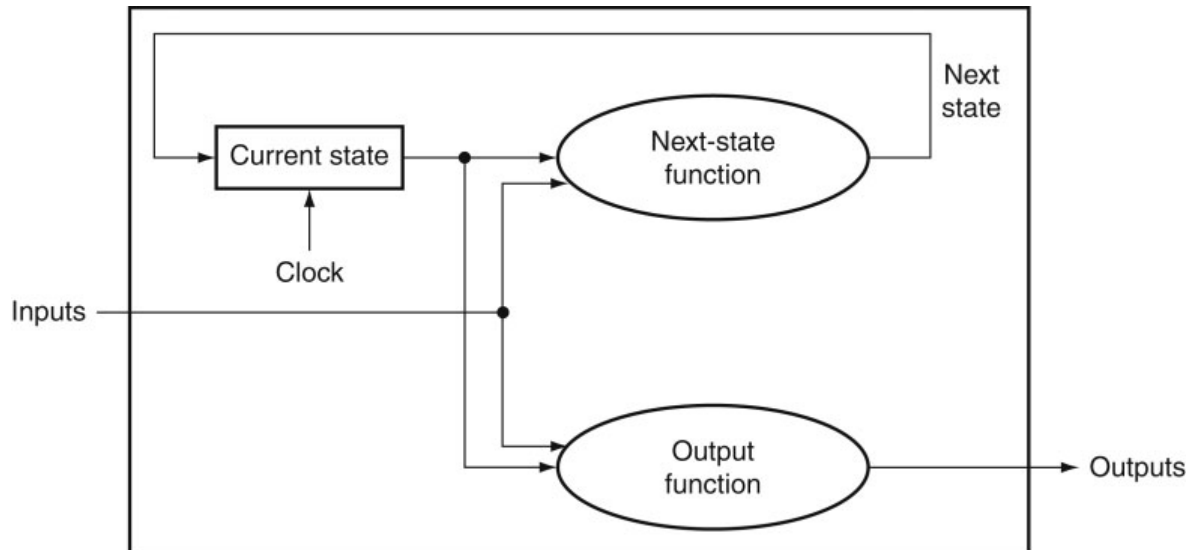 Next
state
Current state
Next-state
function
Clock
Inputs
Output
function
Outputs